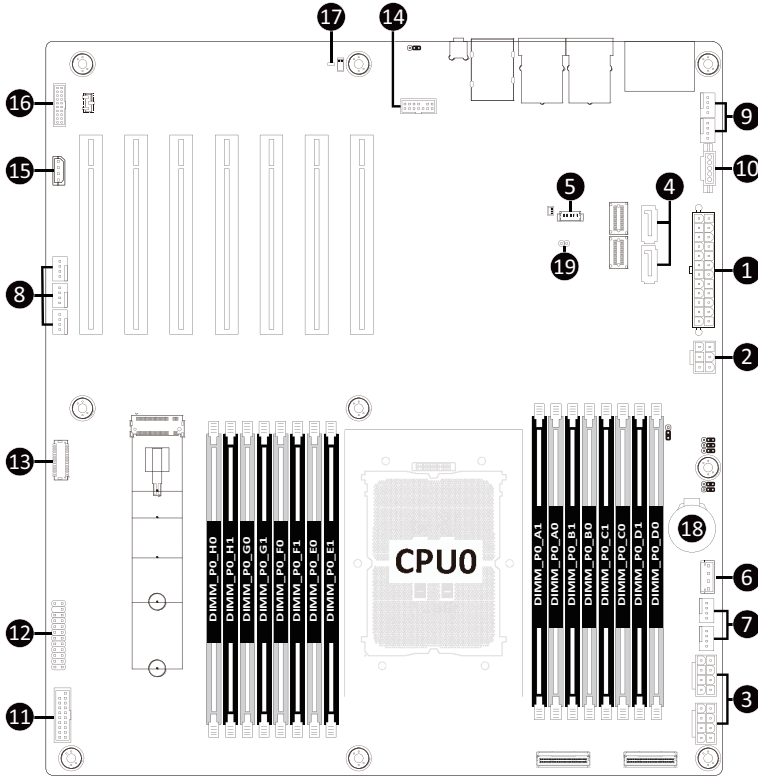 17
14
16
9
15
10
5
4
19
1
8
2
13
18
DIMM_P0_H0
DIMM_P0_H1
DIMM_P0_G0
DIMM_P0_G1
DIMM_P0_F0
DIMM_P0_F1
DIMM_P0_E0
DIMM_P0_E1
CPU0
DIMM_P0_A1
DIMM_P0_A0
DIMM_P0_B1
DIMM_P0_B0
DIMM_P0_C1
DIMM_P0_C0
DIMM_P0_D1
DIMM_P0_D0
6
12
7
3
11